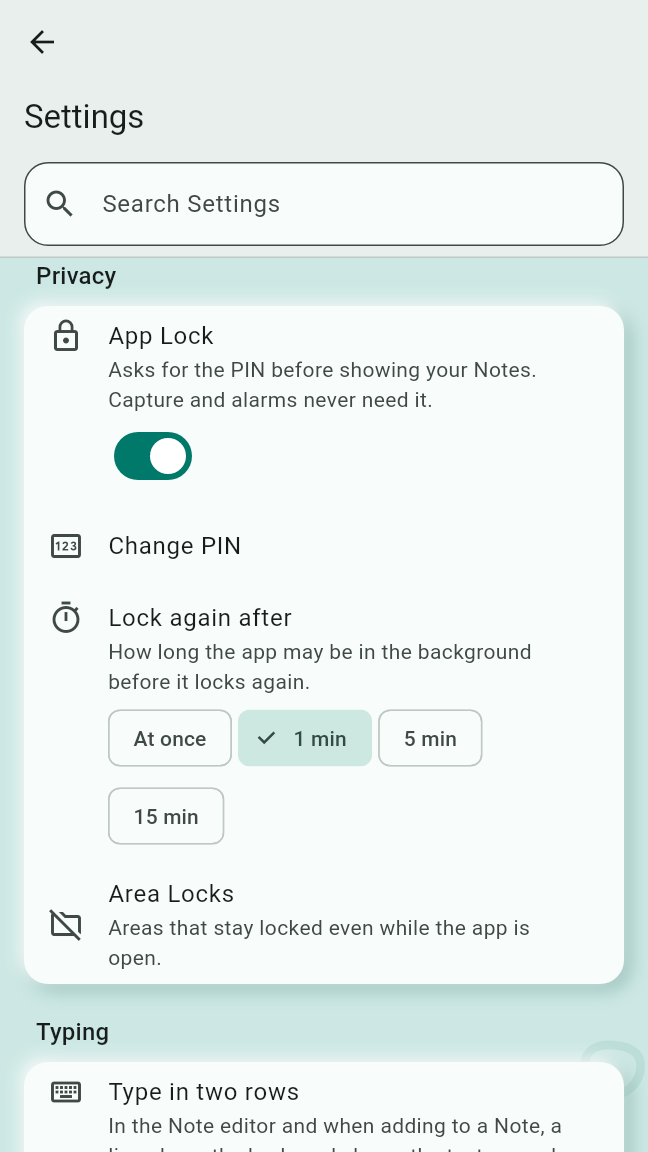 Settings
Search Settings
Privacy
App Lock
Asks for the PIN before showing your Notes.
Capture and alarms never need it.
123
Change PIN
Lock again after
How long the app may be in the background
before it locks again.
At once
1 min
5 min
15 min
Area Locks
Areas that stay locked even while the app is
open.
Typing
Type in two rows
In the Note editor and when adding to a Note, a